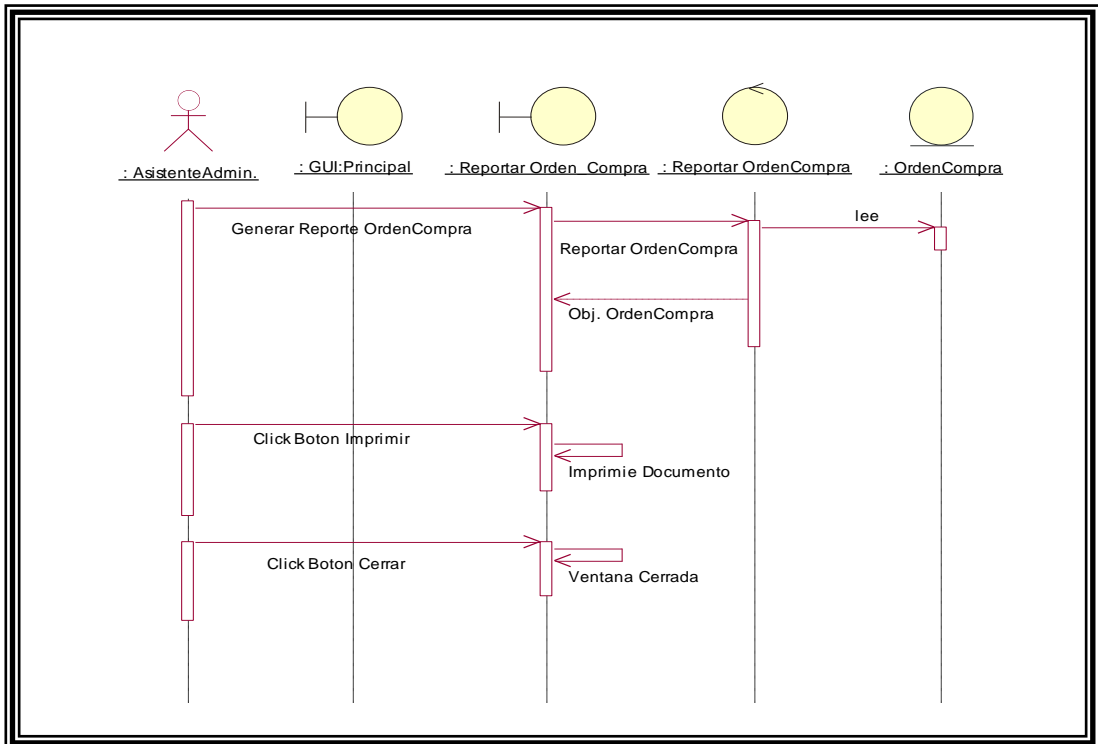 : AsistenteAdmin.
: GUI:Principal
: Reportar Orden_Compra
: Reportar OrdenCompra
: OrdenCompra
Generar Reporte OrdenCompra
lee
Reportar OrdenCompra
Obj. OrdenCompra
Click Boton Imprimir
Imprimie Documento
Click Boton Cerrar
Ventana Cerrada